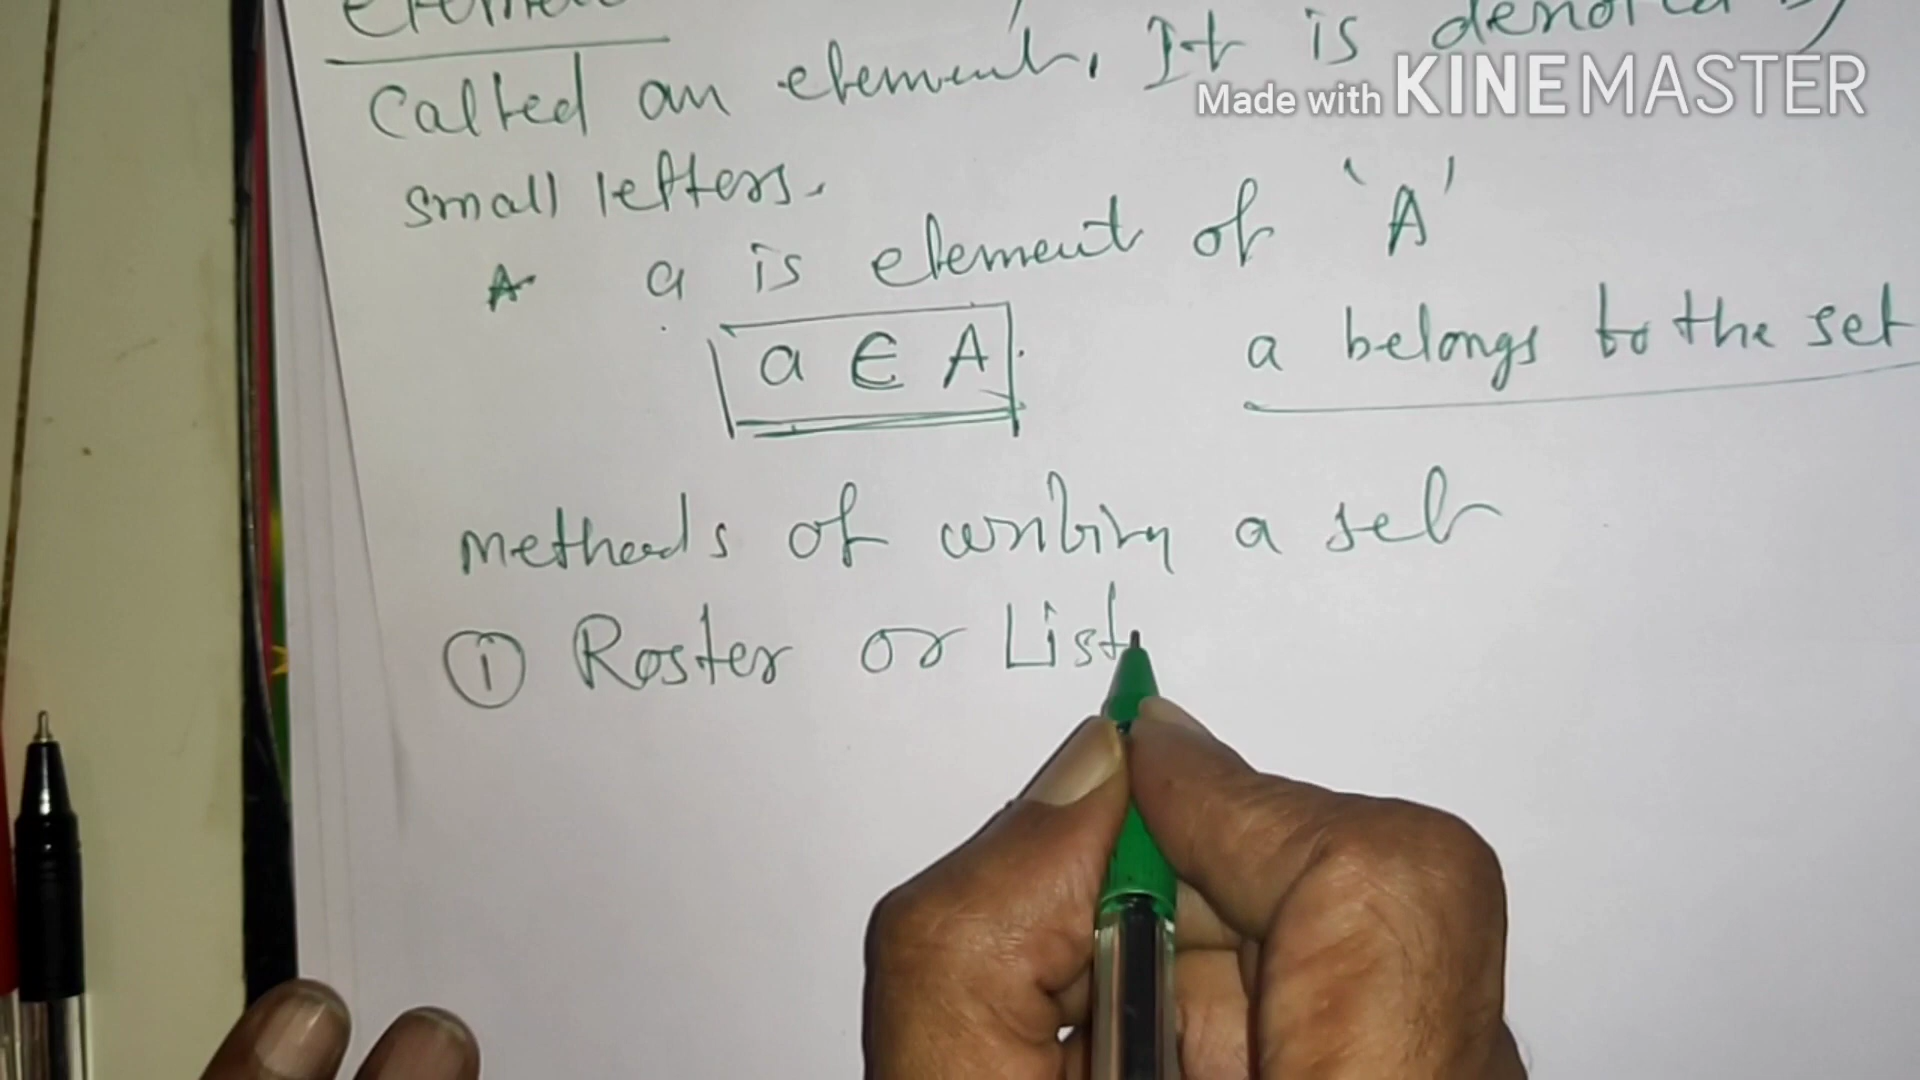 Element
Called an element. It is denoted by
Made with KINEMASTER
small letters.
A a is element of 'A'
a ∈ A. a belongs to the set
methods of writing a set
① Roster or List